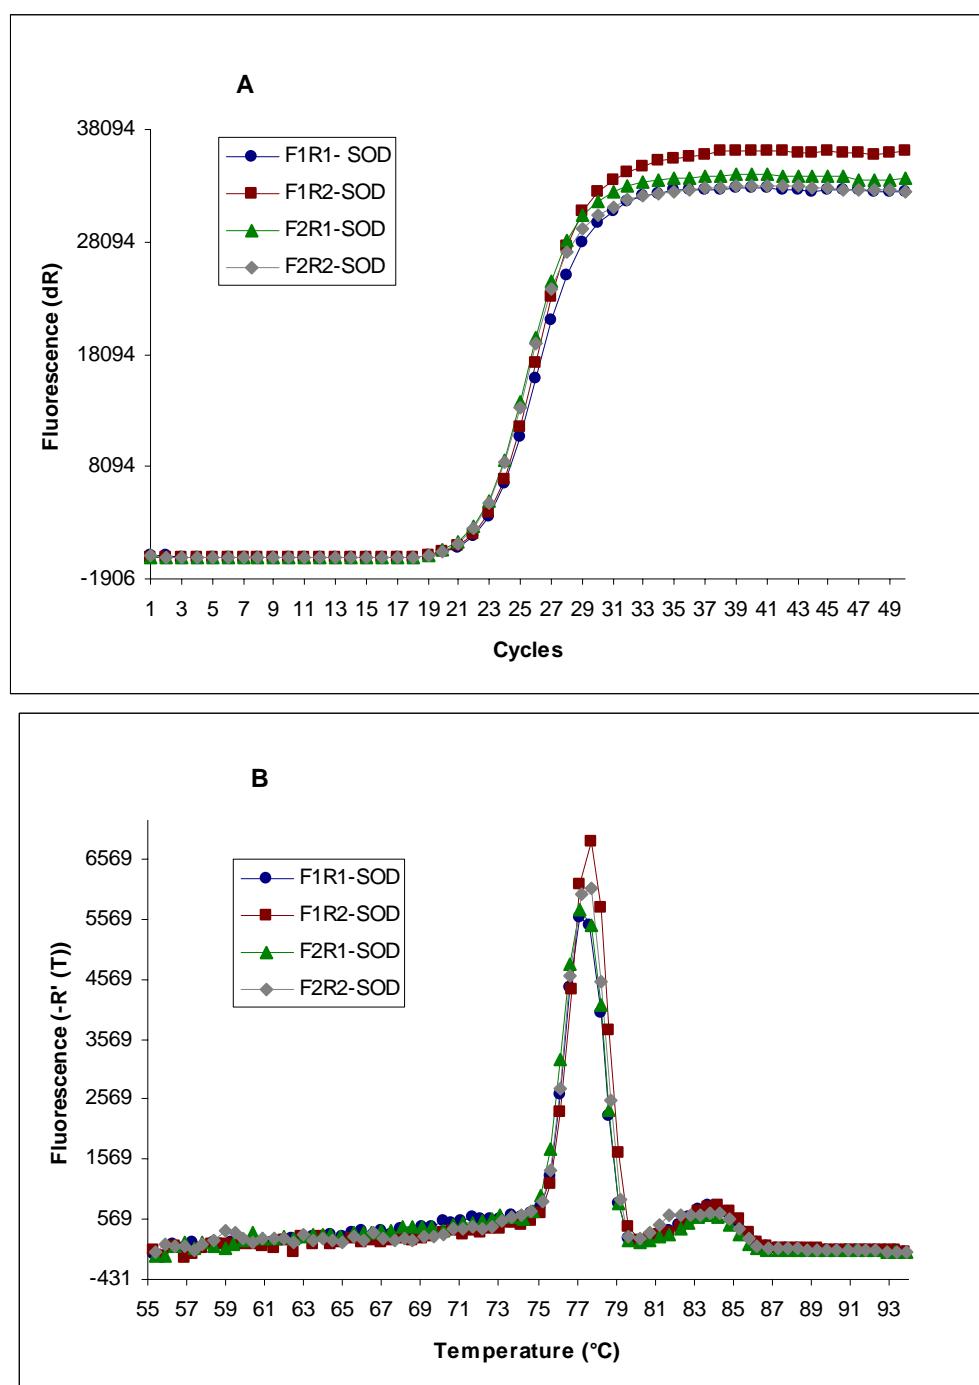 A
38094
28094
18094
8094
-1906
Fluorescence (dR)
F1R1- SOD
F1R2-SOD
F2R1-SOD
F2R2-SOD
1 3 5 7 9 11 13 15 17 19 21 23 25 27 29 31 33 35 37 39 41 43 45 47 49
Cycles
B
6569
5569
4569
3569
2569
1569
569
-431
Fluorescence (-R' (T))
F1R1-SOD
F1R2-SOD
F2R1-SOD
F2R2-SOD
55 57 59 61 63 65 67 69 71 73 75 77 79 81 83 85 87 89 91 93
Temperature (°C)